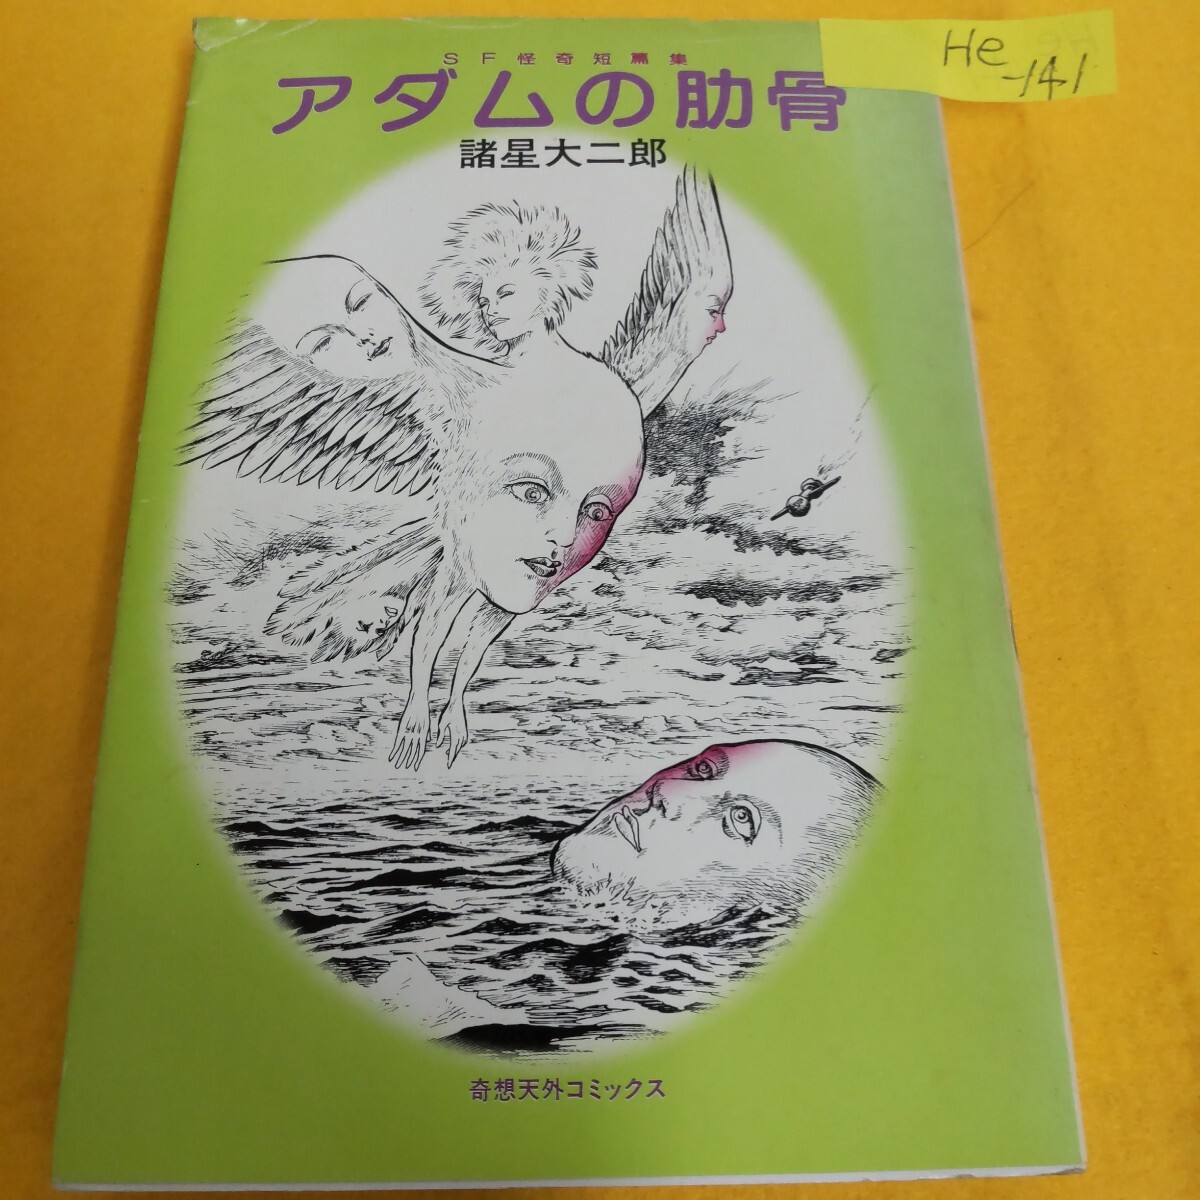 He
-141
SF怪奇短篇集
アダムの肋骨
諸星大二郎
奇想天外コミックス